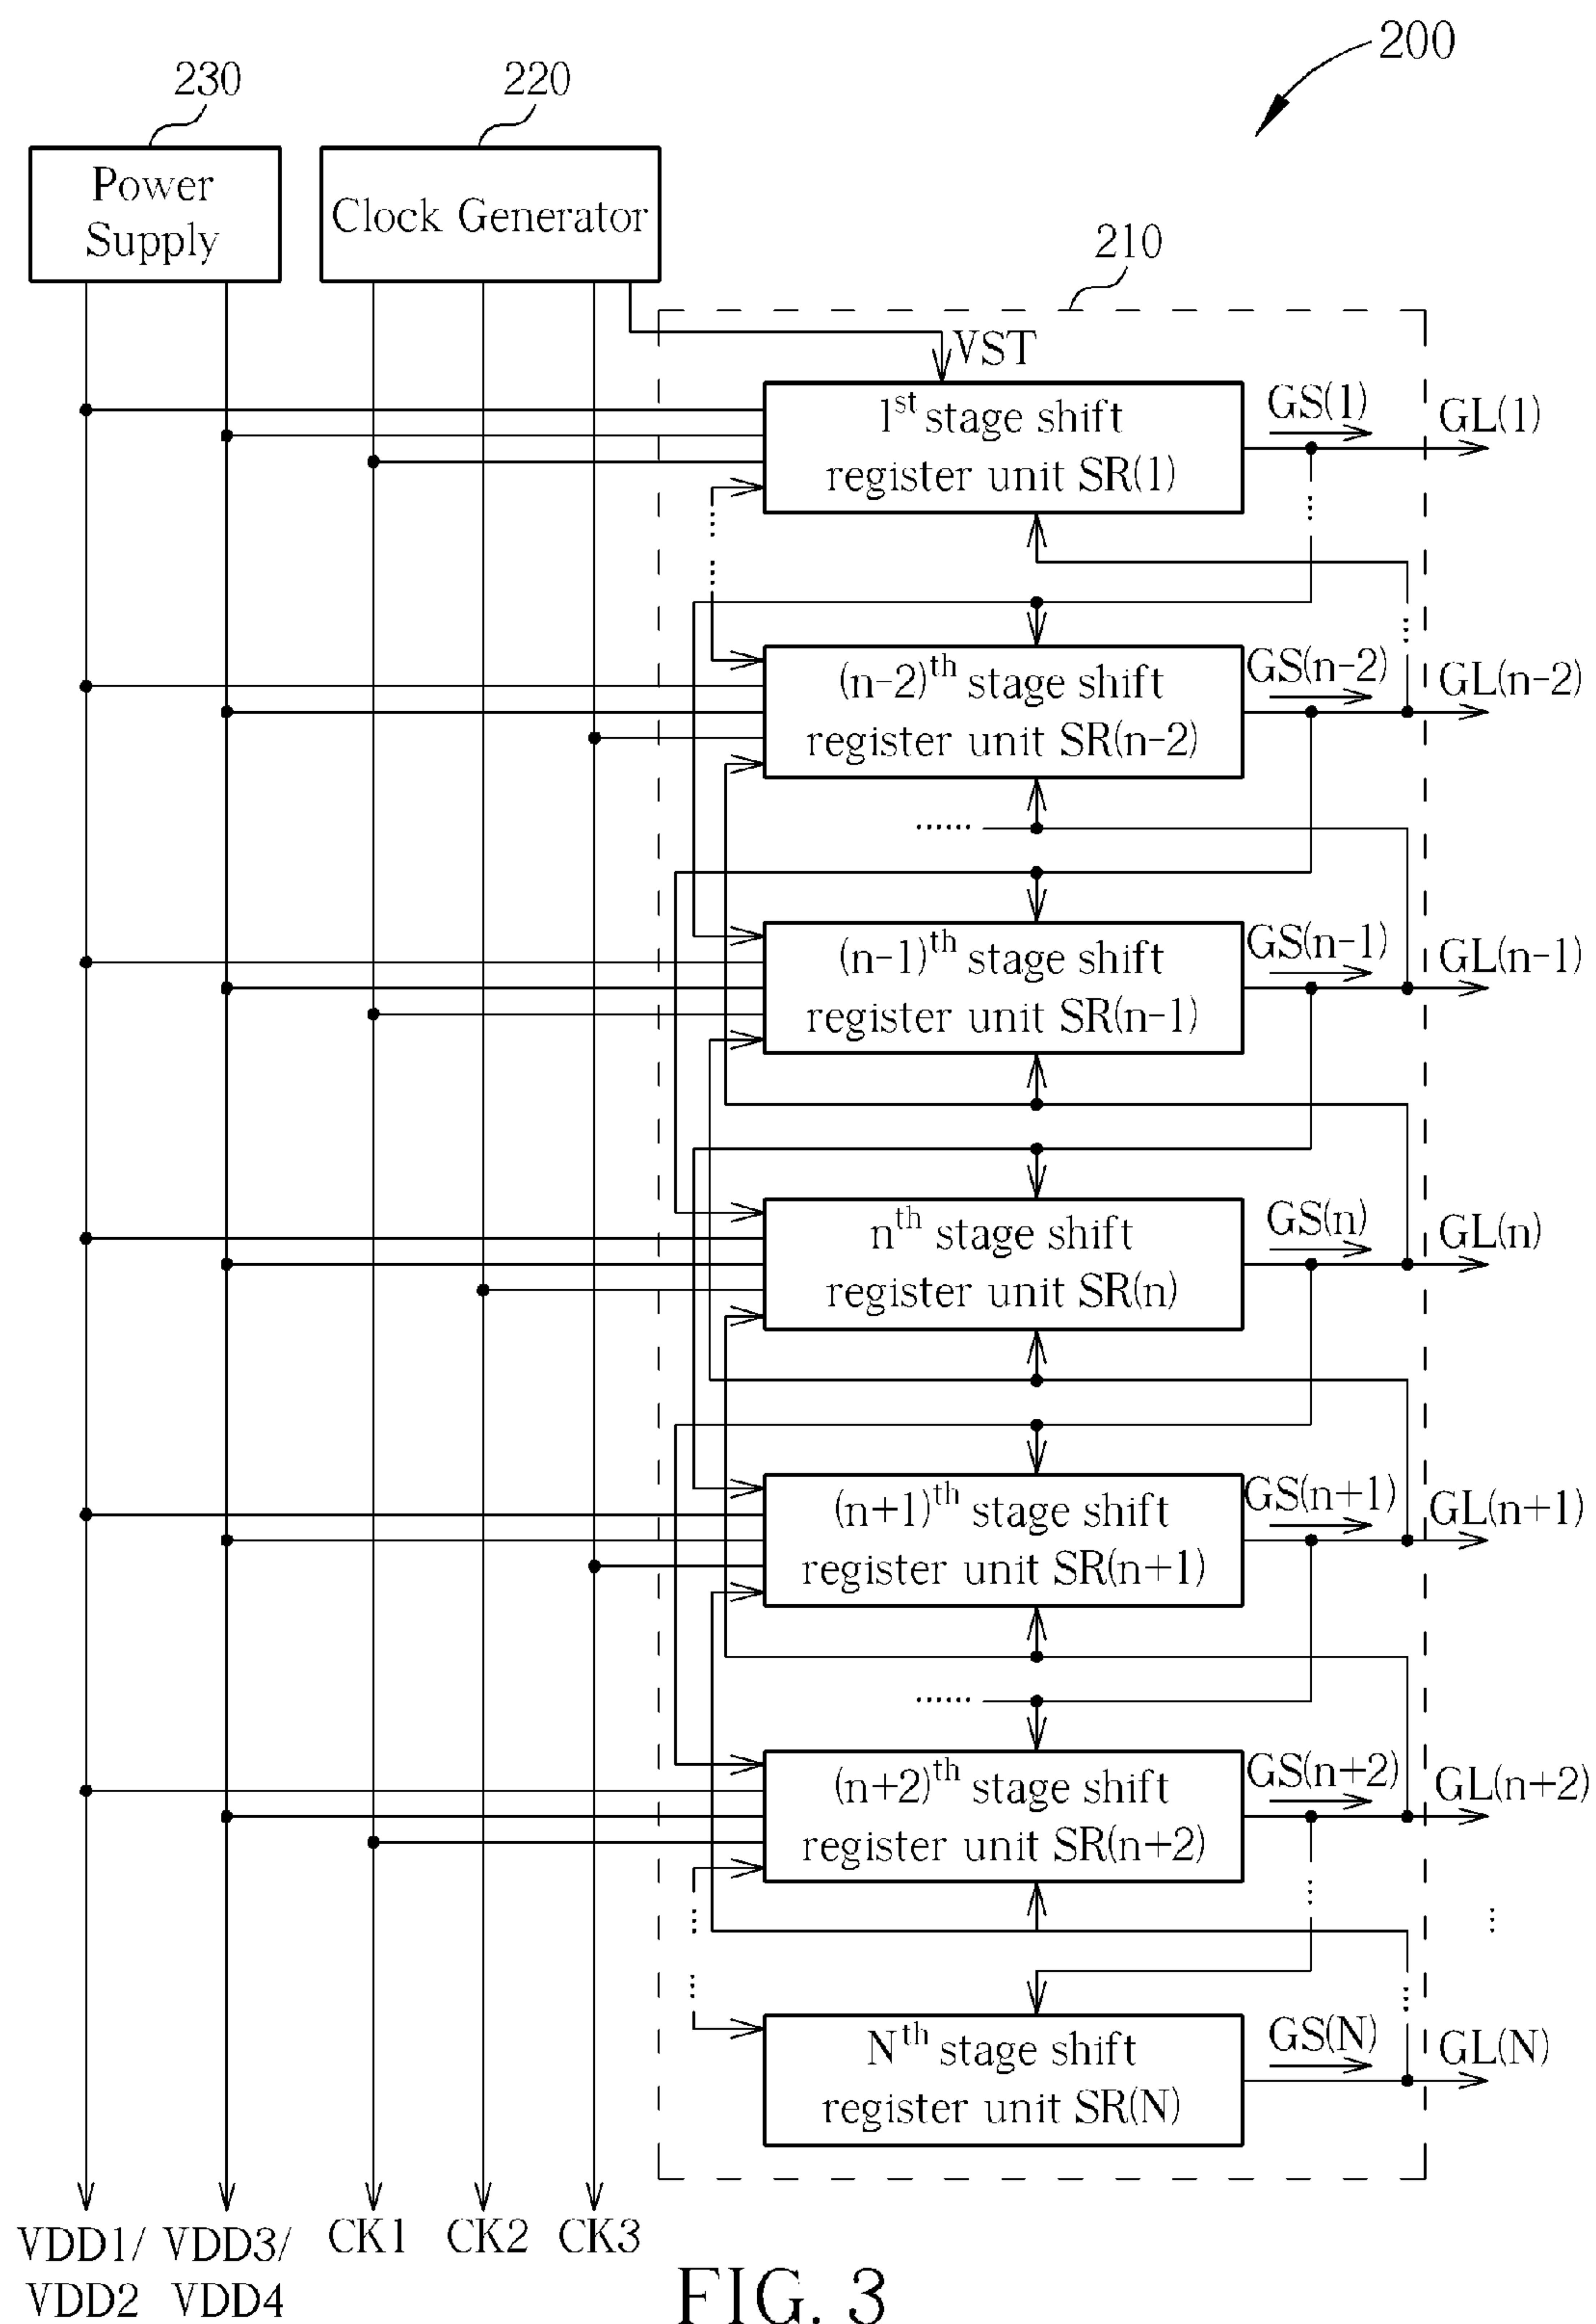 200
230
220
Power
Supply
Clock Generator
210
VST
1st stage shift
register unit SR(1)
GS(1)
GL(1)
(n-2)th stage shift
register unit SR(n-2)
GS(n-2)
GL(n-2)
(n-1)th stage shift
register unit SR(n-1)
GS(n-1)
GL(n-1)
nth stage shift
register unit SR(n)
GS(n)
GL(n)
(n+1)th stage shift
register unit SR(n+1)
GS(n+1)
GL(n+1)
(n+2)th stage shift
register unit SR(n+2)
GS(n+2)
GL(n+2)
Nth stage shift
register unit SR(N)
GS(N)
GL(N)
VDD1/
VDD2
VDD3/
VDD4
CK1
CK2
CK3
FIG. 3